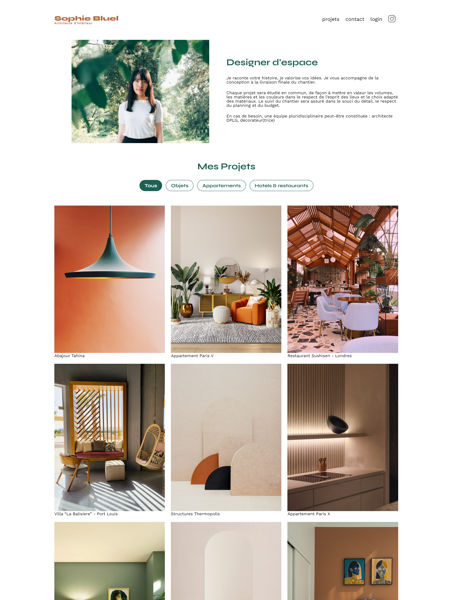 Sophie Bluel
Architecte d'intérieur
projets
contact
login
Designer d'espace
Je raconte votre histoire, je valorise vos idées. Je vous accompagne de la
conception à la livraison finale du chantier.
Chaque projet sera étudié en commun, de façon à mettre en valeur les volumes,
les matières et les couleurs dans le respect de l'esprit des lieux et le choix adapté
des matériaux. Le suivi du chantier sera assuré dans le souci du détail, le respect
du planning et du budget.
En cas de besoin, une équipe pluridisciplinaire peut-être constituée : architecte
DPLG, décorateur(trice)
Mes Projets
Tous
Objets
Appartements
Hotels & restaurants
Abajour Tahina
Appartement Paris V
Restaurant Sushisen - Londres
Villa "La Balisiere" - Port Louis
Structures Thermopolis
Appartement Paris X